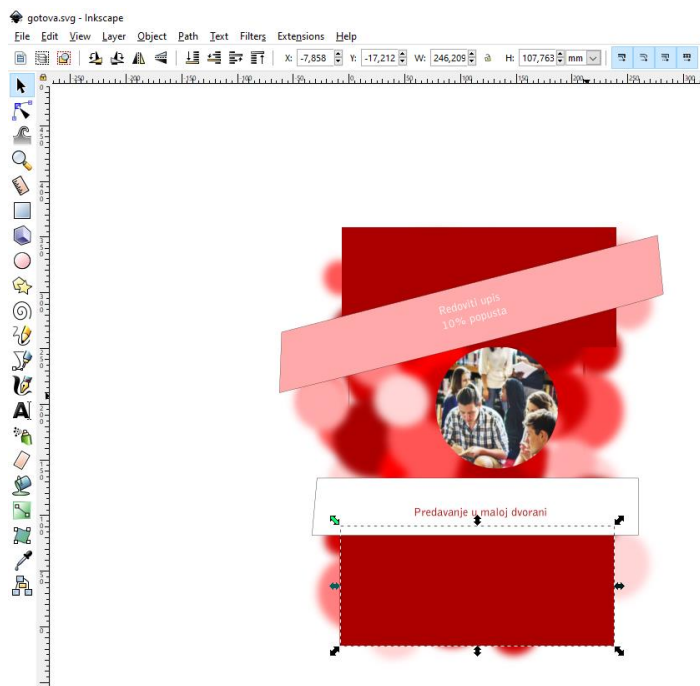 gotova.svg - Inkscape
File Edit View Layer Object Path Text Filters Extensions Help
X: -7,858 Y: -17,212 W: 246,209 H: 107,763 mm
Redoviti upis
10% popusta
Predavanje u maloj dvorani